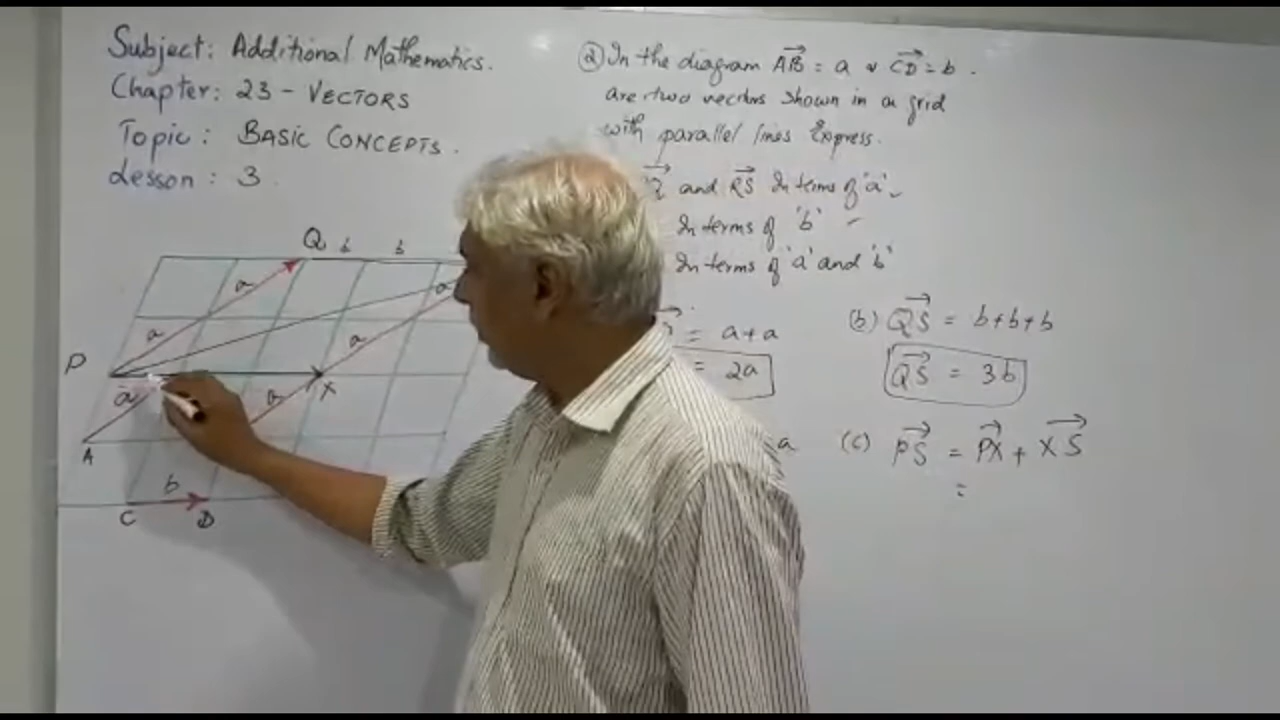 Subject: Additional Mathematics.
Chapter: 23 - VECTORS
Topic: BASIC CONCEPTS.
Lesson: 3
② In the diagram AB = a & CD = b.
are two vectors shown in a grid
with parallel lines Express.
and RS In terms of 'a'
In terms of 'b'
In terms of 'a' and 'b'
= a+a
= 2a
a
(b) QS = b+b+b
QS = 3b
(c) PS = PX + XS
=
Q b b
a a
a a
P
a a X
A
b
C D